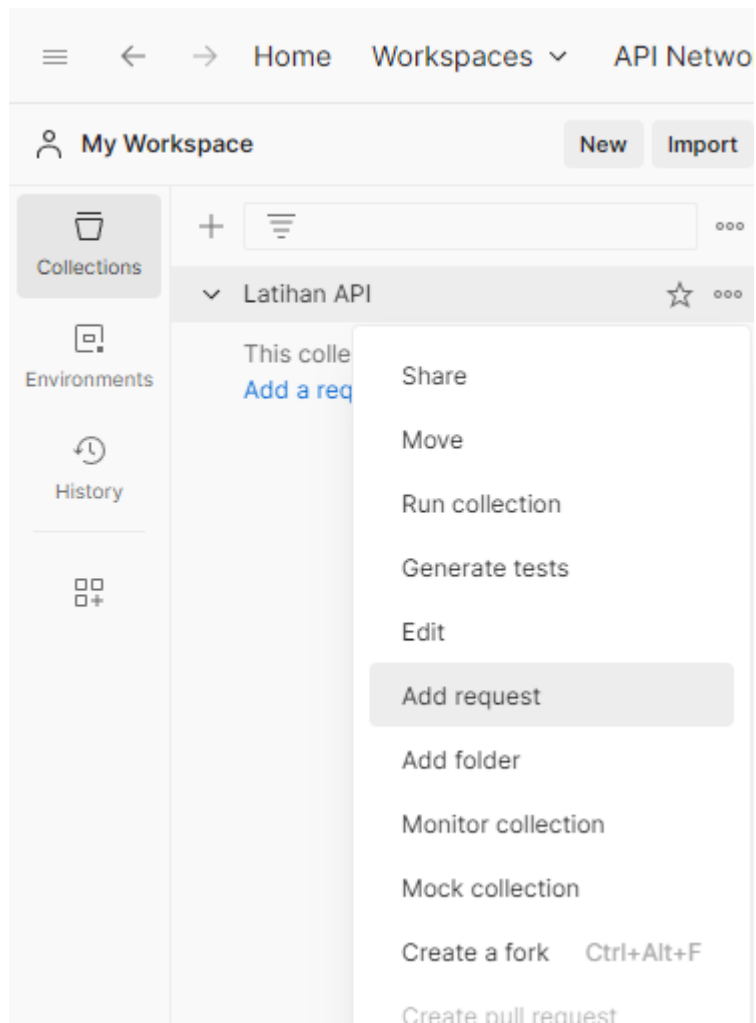 Home Workspaces API Netwo
My Workspace New Import
Collections
Latihan API
This colle
Add a req
Environments
History
Share
Move
Run collection
Generate tests
Edit
Add request
Add folder
Monitor collection
Mock collection
Create a fork Ctrl+Alt+F
Create pull request